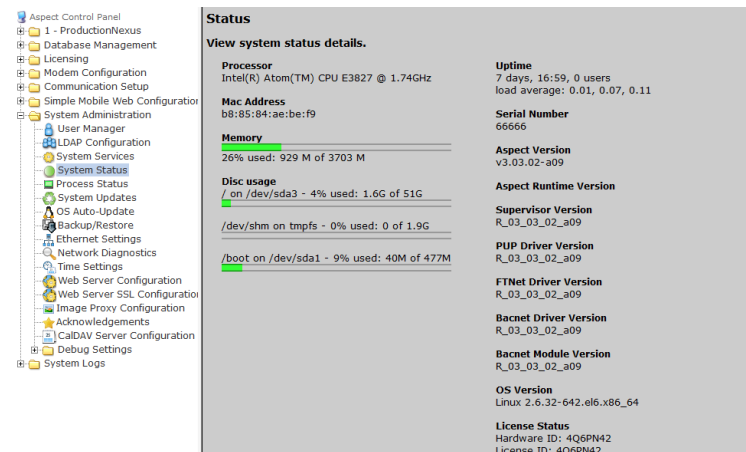 Aspect Control Panel
1 - ProductionNexus
Database Management
Licensing
Modem Configuration
Communication Setup
Simple Mobile Web Configuration
System Administration
User Manager
LDAP Configuration
System Services
System Status
Process Status
System Updates
OS Auto-Update
Backup/Restore
Ethernet Settings
Network Diagnostics
Time Settings
Web Server Configuration
Web Server SSL Configuration
Image Proxy Configuration
Acknowledgements
CalDAV Server Configuration
Debug Settings
System Logs
Status
View system status details.
Processor
Intel(R) Atom(TM) CPU E3827 @ 1.74GHz
Mac Address
b8:85:84:ae:be:f9
Memory
26% used: 929 M of 3703 M
Disc usage
/ on /dev/sda3 - 4% used: 1.6G of 51G
/dev/shm on tmpfs - 0% used: 0 of 1.9G
/boot on /dev/sda1 - 9% used: 40M of 477M
Uptime
7 days, 16:59, 0 users
load average: 0.01, 0.07, 0.11
Serial Number
66666
Aspect Version
v3.03.02-a09
Aspect Runtime Version
Supervisor Version
R_03_03_02_a09
PUP Driver Version
R_03_03_02_a09
FTNet Driver Version
R_03_03_02_a09
Bacnet Driver Version
R_03_03_02_a09
Bacnet Module Version
R_03_03_02_a09
OS Version
Linux 2.6.32-642.el6.x86_64
License Status
Hardware ID: 4Q6PN42
License ID: 4Q6PN42